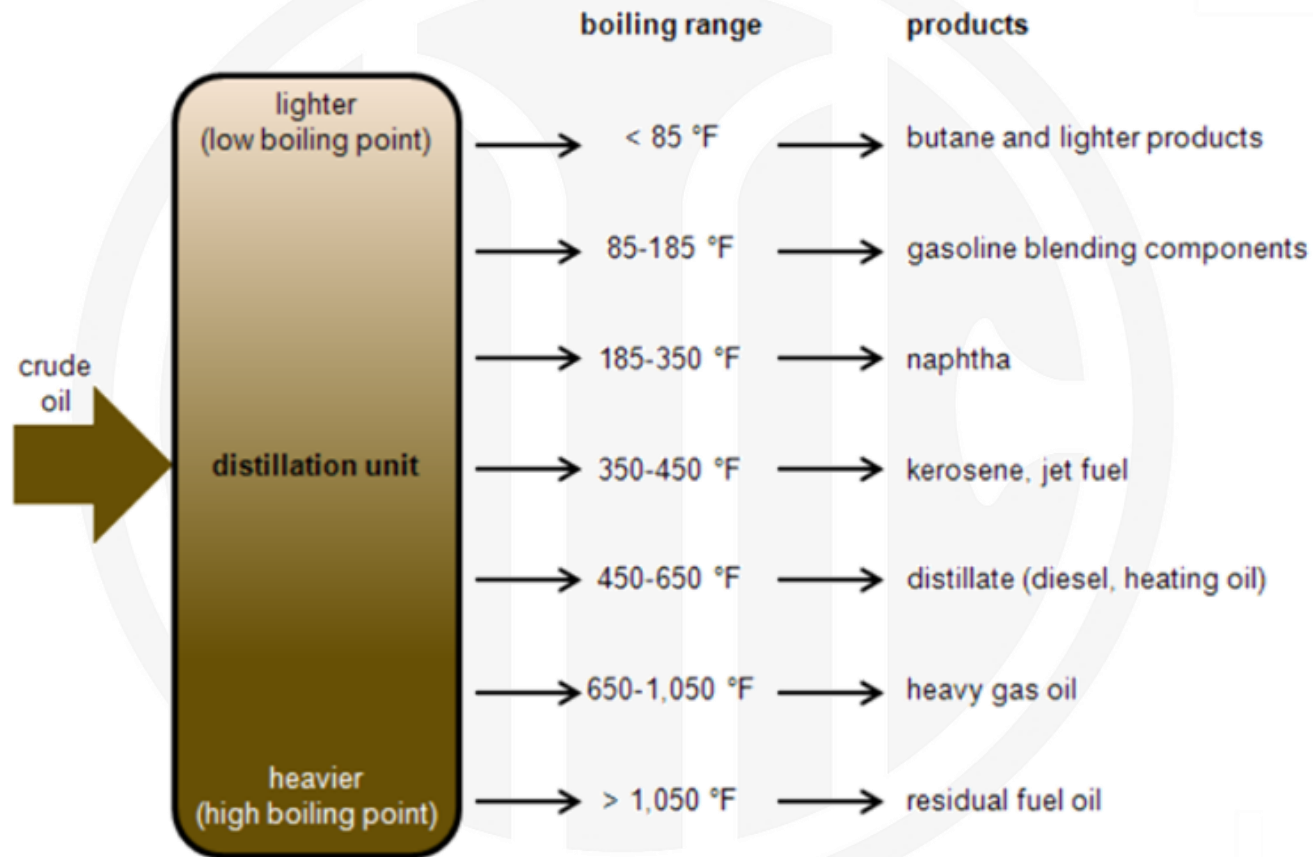 boiling range products
lighter
(low boiling point)
< 85 °F butane and lighter products
85-185 °F gasoline blending components
185-350 °F naphtha
crude
oil
distillation unit
350-450 °F kerosene, jet fuel
450-650 °F distillate (diesel, heating oil)
650-1,050 °F heavy gas oil
heavier
(high boiling point)
> 1,050 °F residual fuel oil